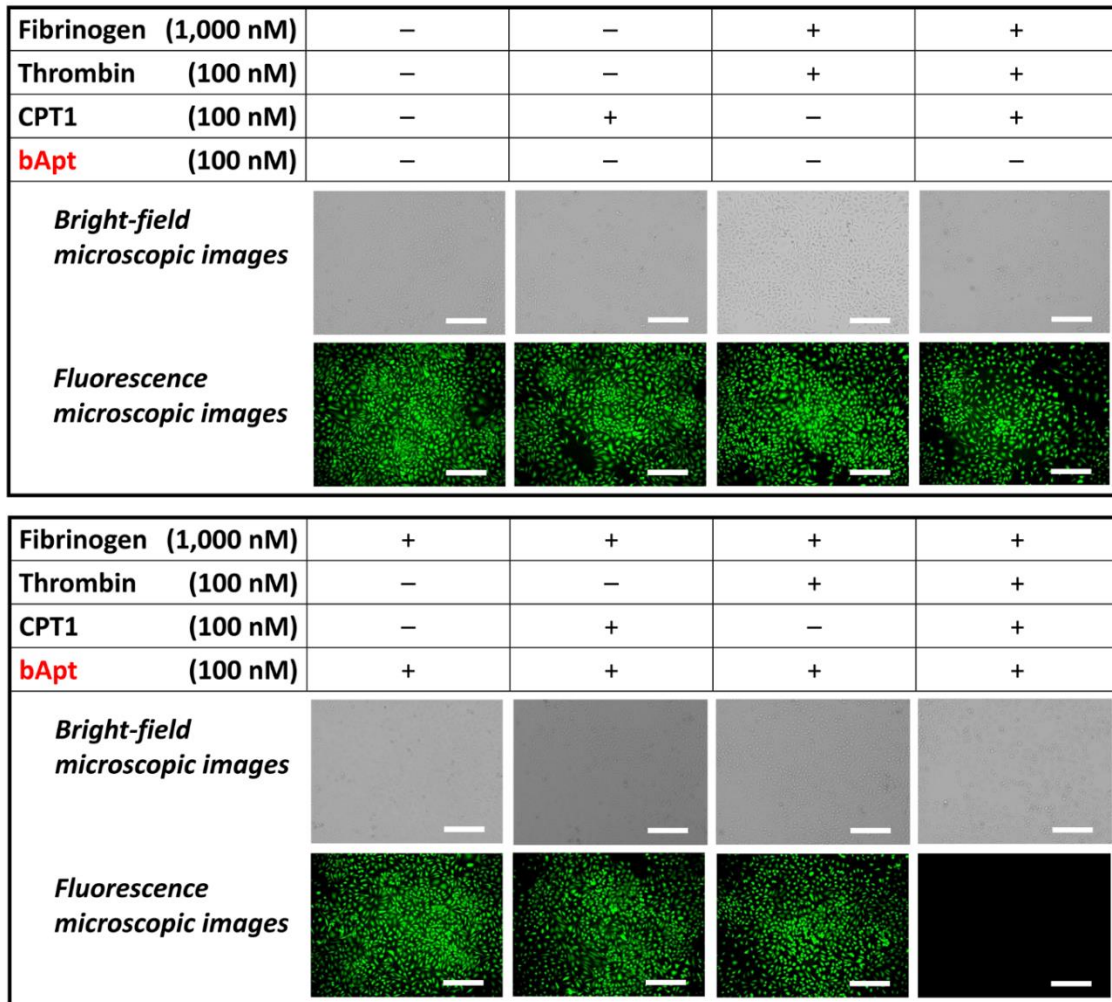 Fibrinogen (1,000 nM) – – + +
Thrombin (100 nM) – – + +
CPT1 (100 nM) – + – +
bApt (100 nM) – – – –
Bright-field
microscopic images
Fluorescence
microscopic images
Fibrinogen (1,000 nM) + + + +
Thrombin (100 nM) – – + +
CPT1 (100 nM) – + – +
bApt (100 nM) + + + +
Bright-field
microscopic images
Fluorescence
microscopic images